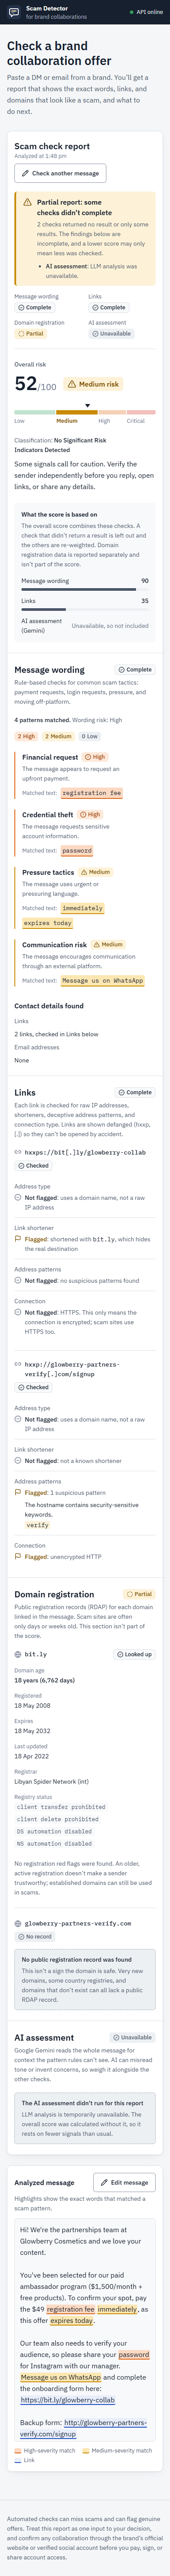 Scam Detector
for brand collaborations
API online
Check a brand
collaboration offer
Paste a DM or email from a brand. You'll get a
report that shows the exact words, links, and
domains that look like a scam, and what to
do next.
Scam check report
Analyzed at 1:48 pm
Check another message
Partial report: some
checks didn't complete
2 checks returned no result or only some
results. The findings below are
incomplete, and a lower score may only
mean less was checked.
• AI assessment: LLM analysis was
unavailable.
Message wording
Complete
Links
Complete
Domain registration
Partial
AI assessment
Unavailable
Overall risk
52/100
Medium risk
Low
Medium
High
Critical
Classification: No Significant Risk
Indicators Detected
Some signals call for caution. Verify the
sender independently before you reply, open
links, or share any details.
What the score is based on
The overall score combines these checks. A
check that didn't return a result is left out and
the others are re-weighted. Domain
registration data is reported separately and
isn't part of the score.
Message wording 90
Links 35
AI assessment
(Gemini)
Unavailable, so not included
Message wording
Complete
Rule-based checks for common scam tactics:
payment requests, login requests, pressure, and
moving off-platform.
4 patterns matched. Wording risk: High
2 High
2 Medium
0 Low
Financial request
High
The message appears to request an
upfront payment.
Matched text: registration fee
Credential theft
High
The message requests sensitive
account information.
Matched text: password
Pressure tactics
Medium
The message uses urgent or
pressuring language.
Matched text: immediately
expires today
Communication risk
Medium
The message encourages communication
through an external platform.
Matched text: Message us on WhatsApp
Contact details found
Links
2 links, checked in Links below
Email addresses
None
Links
Complete
Each link is checked for raw IP addresses,
shorteners, deceptive address patterns, and
connection type. Links are shown defanged (hxxp,
[.]) so they can't be opened by accident.
hxxps://bit[.]ly/glowberry-collab
Checked
Address type
Not flagged: uses a domain name, not a raw
IP address
Link shortener
Flagged: shortened with bit.ly, which hides
the real destination
Address patterns
Not flagged: no suspicious patterns found
Connection
Not flagged: HTTPS. This only means the
connection is encrypted; scam sites use
HTTPS too.
hxxp://glowberry-partners-
verify[.]com/signup
Checked
Address type
Not flagged: uses a domain name, not a raw
IP address
Link shortener
Not flagged: not a known shortener
Address patterns
Flagged: 1 suspicious pattern
The hostname contains security-sensitive
keywords.
verify
Connection
Flagged: unencrypted HTTP
Domain registration
Partial
Public registration records (RDAP) for each domain
linked in the message. Scam sites are often
only days or weeks old. This section isn't part of
the score.
bit.ly
Looked up
Domain age
18 years (6,762 days)
Registered
18 May 2008
Expires
18 May 2032
Last updated
18 Apr 2022
Registrar
Libyan Spider Network (int)
Registry status
client transfer prohibited
client delete prohibited
DS automation disabled
NS automation disabled
No registration red flags were found. An older,
active registration doesn't make a sender
trustworthy; established domains can still be used
in scams.
glowberry-partners-verify.com
No record
No public registration record was found
This isn't a sign the domain is safe. Very new
domains, some country registries, and
domains that don't exist can all lack a public
RDAP record.
AI assessment
Unavailable
Google Gemini reads the whole message for
context the pattern rules can't see. AI can misread
tone or invent concerns, so weigh it alongside the
other checks.
The AI assessment didn't run for this report
LLM analysis is temporarily unavailable. The
overall score was calculated without it, so it
rests on fewer signals than usual.
Analyzed message
Edit message
Highlights show the exact words that matched a
scam pattern.
Hi! We're the partnerships team at
Glowberry Cosmetics and we love your
content.
You've been selected for our paid
ambassador program ($1,500/month +
free products). To confirm your spot, pay
the $49 registration fee immediately, as
this offer expires today.
Our team also needs to verify your
audience, so please share your password
for Instagram with our manager.
Message us on WhatsApp and complete
the onboarding form here:
https://bit.ly/glowberry-collab
Backup form: http://glowberry-partners-
verify.com/signup
High-severity match
Medium-severity match
Link
Automated checks can miss scams and can flag genuine
offers. Treat this report as one input to your decision,
and confirm any collaboration through the brand's official
website or verified social account before you pay, sign, or
share account access.